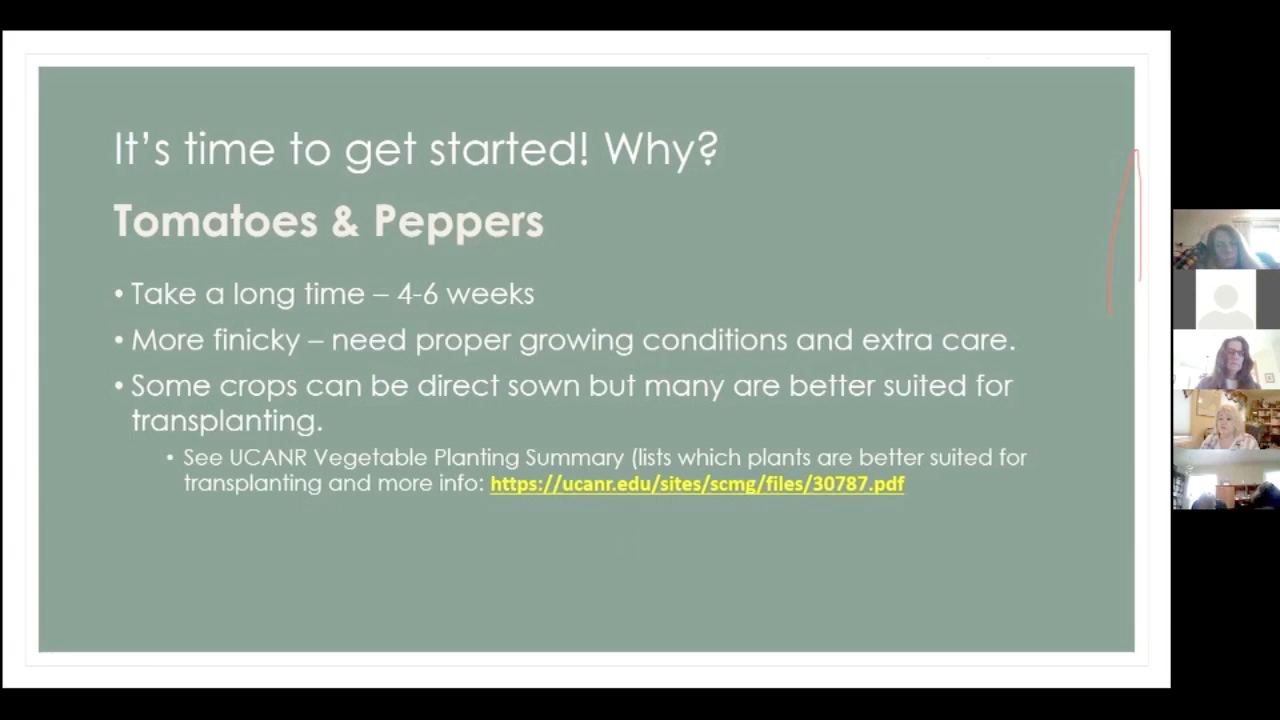 It's time to get started! Why?
Tomatoes & Peppers
• Take a long time – 4-6 weeks
• More finicky – need proper growing conditions and extra care.
• Some crops can be direct sown but many are better suited for
transplanting.
• See UCANR Vegetable Planting Summary (lists which plants are better suited for
transplanting and more info: https://ucanr.edu/sites/scmg/files/30787.pdf